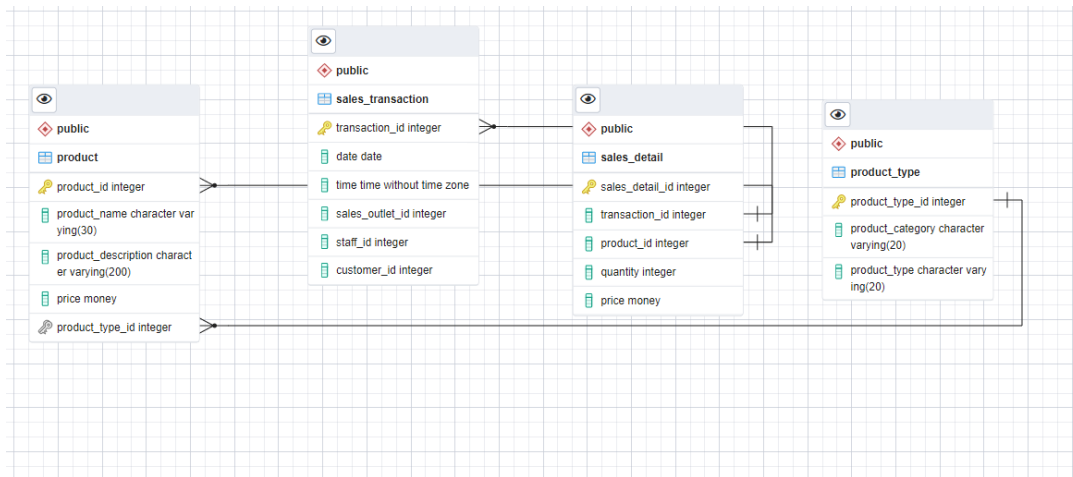 public
product
product_id integer
product_name character var
ying(30)
product_description charact
er varying(200)
price money
product_type_id integer
public
sales_transaction
transaction_id integer
date date
time time without time zone
sales_outlet_id integer
staff_id integer
customer_id integer
public
sales_detail
sales_detail_id integer
transaction_id integer
product_id integer
quantity integer
price money
public
product_type
product_type_id integer
product_category character
varying(20)
product_type character vary
ing(20)